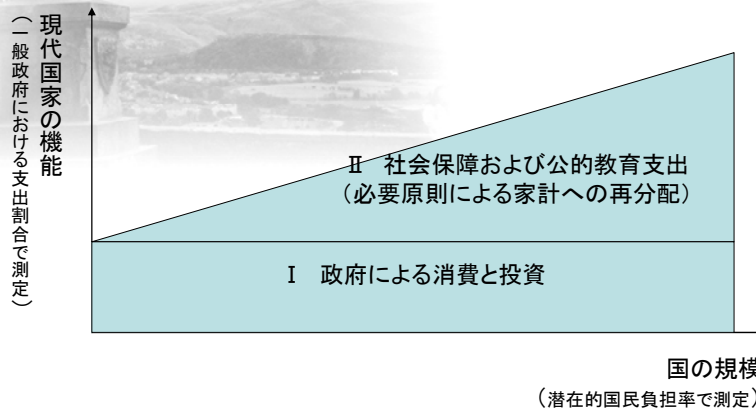 現代国家の機能
（一般政府における支出割合で測定）
Ⅱ　社会保障および公的教育支出
（必要原則による家計への再分配）
Ⅰ　政府による消費と投資
国の規模
（潜在的国民負担率で測定）